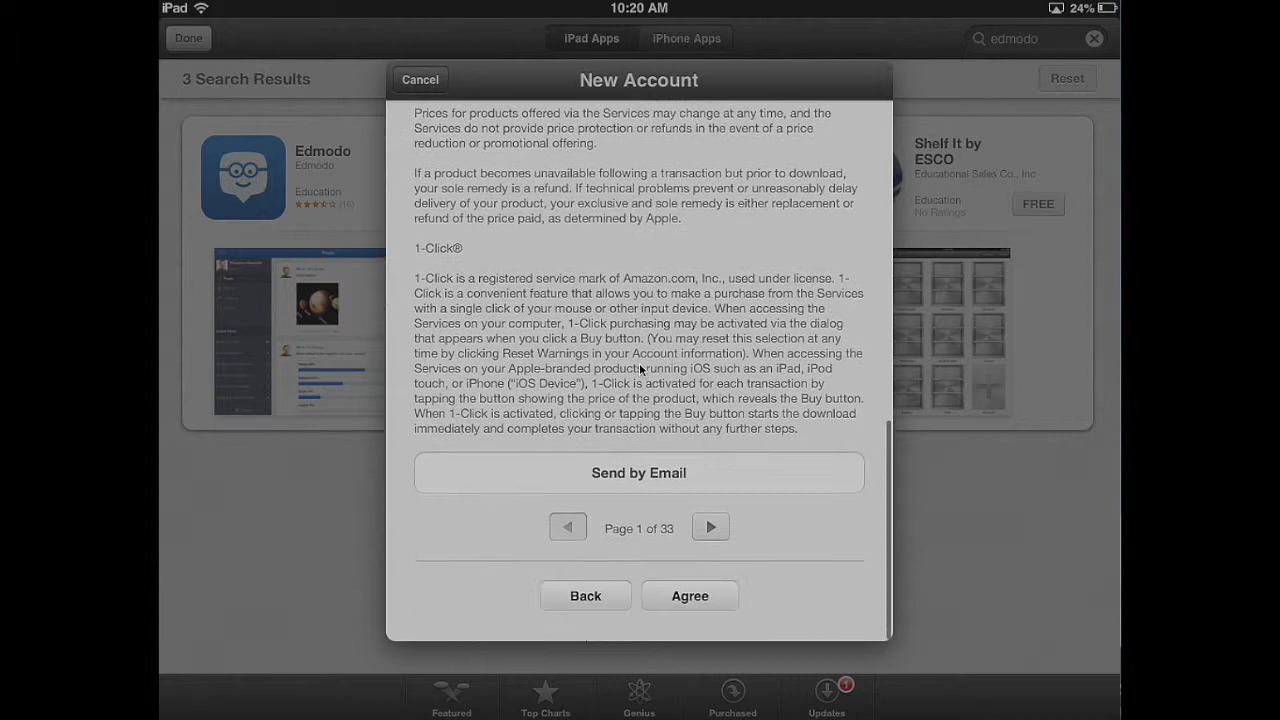 iPad
10:20 AM
24%
Done
iPad Apps
iPhone Apps
edmodo
3 Search Results
Reset
Cancel
New Account
Edmodo
Edmodo
Education
(16)
Shelf It by
ESCO
Educational Sales Co., Inc
Education
No Ratings
FREE
Prices for products offered via the Services may change at any time, and the
Services do not provide price protection or refunds in the event of a price
reduction or promotional offering.
If a product becomes unavailable following a transaction but prior to download,
your sole remedy is a refund. If technical problems prevent or unreasonably delay
delivery of your product, your exclusive and sole remedy is either replacement or
refund of the price paid, as determined by Apple.
1-Click®
1-Click is a registered service mark of Amazon.com, Inc., used under license. 1-
Click is a convenient feature that allows you to make a purchase from the Services
with a single click of your mouse or other input device. When accessing the
Services on your computer, 1-Click purchasing may be activated via the dialog
that appears when you click a Buy button. (You may reset this selection at any
time by clicking Reset Warnings in your Account information). When accessing the
Services on your Apple-branded products running iOS such as an iPad, iPod
touch, or iPhone (“iOS Device”), 1-Click is activated for each transaction by
tapping the button showing the price of the product, which reveals the Buy button.
When 1-Click is activated, clicking or tapping the Buy button starts the download
immediately and completes your transaction without any further steps.
Send by Email
Page 1 of 33
Back
Agree
Featured
Top Charts
Genius
Purchased
1
Updates